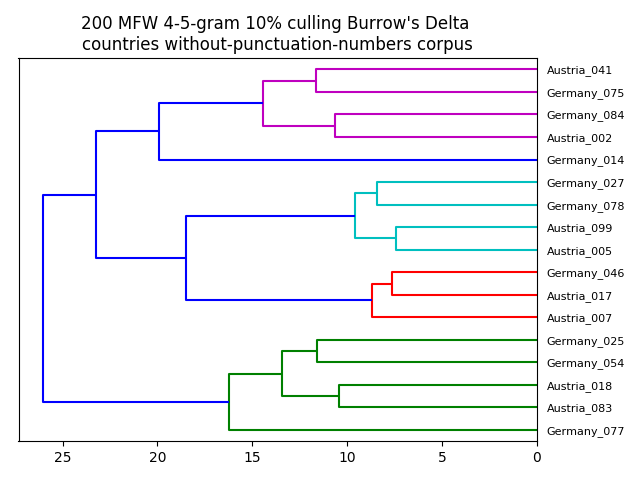 200 MFW 4-5-gram 10% culling Burrow's Delta
countries without-punctuation-numbers corpus
Austria_041
Germany_075
Germany_084
Austria_002
Germany_014
Germany_027
Germany_078
Austria_099
Austria_005
Germany_046
Austria_017
Austria_007
Germany_025
Germany_054
Austria_018
Austria_083
Germany_077
25 20 15 10 5 0